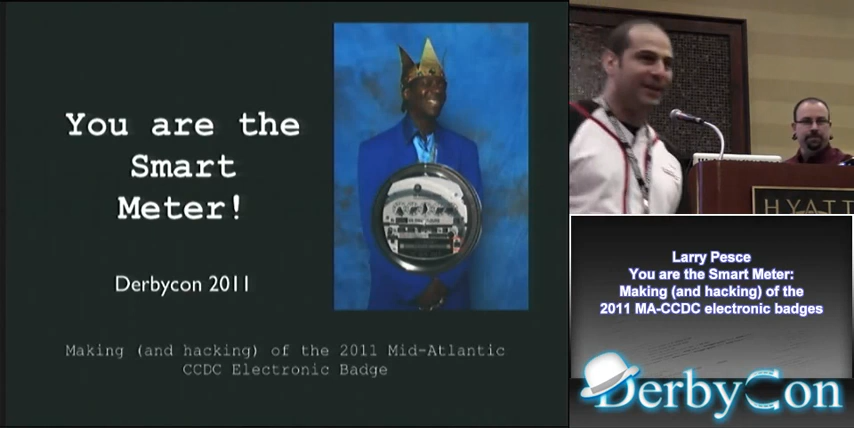 You are the
Smart
Meter!
Derbycon 2011
Making (and hacking) of the 2011 Mid-Atlantic
CCDC Electronic Badge
HYATT
Larry Pesce
You are the Smart Meter:
Making (and hacking) of the
2011 MA-CCDC electronic badges
DerbyCon